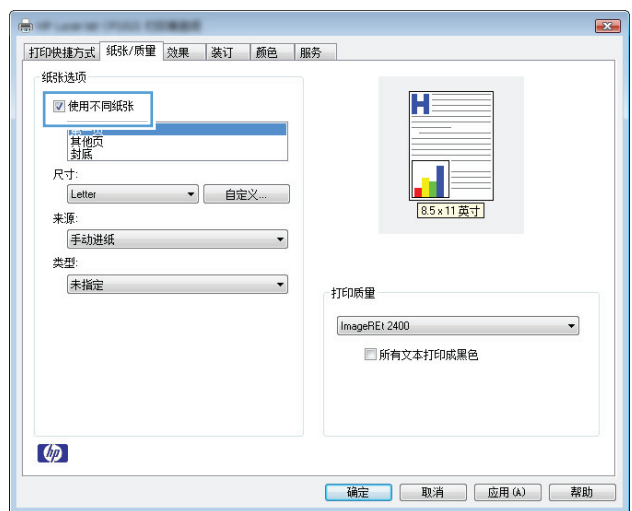 打印快捷方式 纸张/质量 效果 装订 颜色 服务
纸张选项
使用不同纸张
其他页
封底
尺寸:
Letter 自定义...
来源:
手动进纸
类型:
未指定
H
8.5 x 11 英寸
打印质量
ImageREt 2400
所有文本打印成黑色
hp
确定 取消 应用(A) 帮助